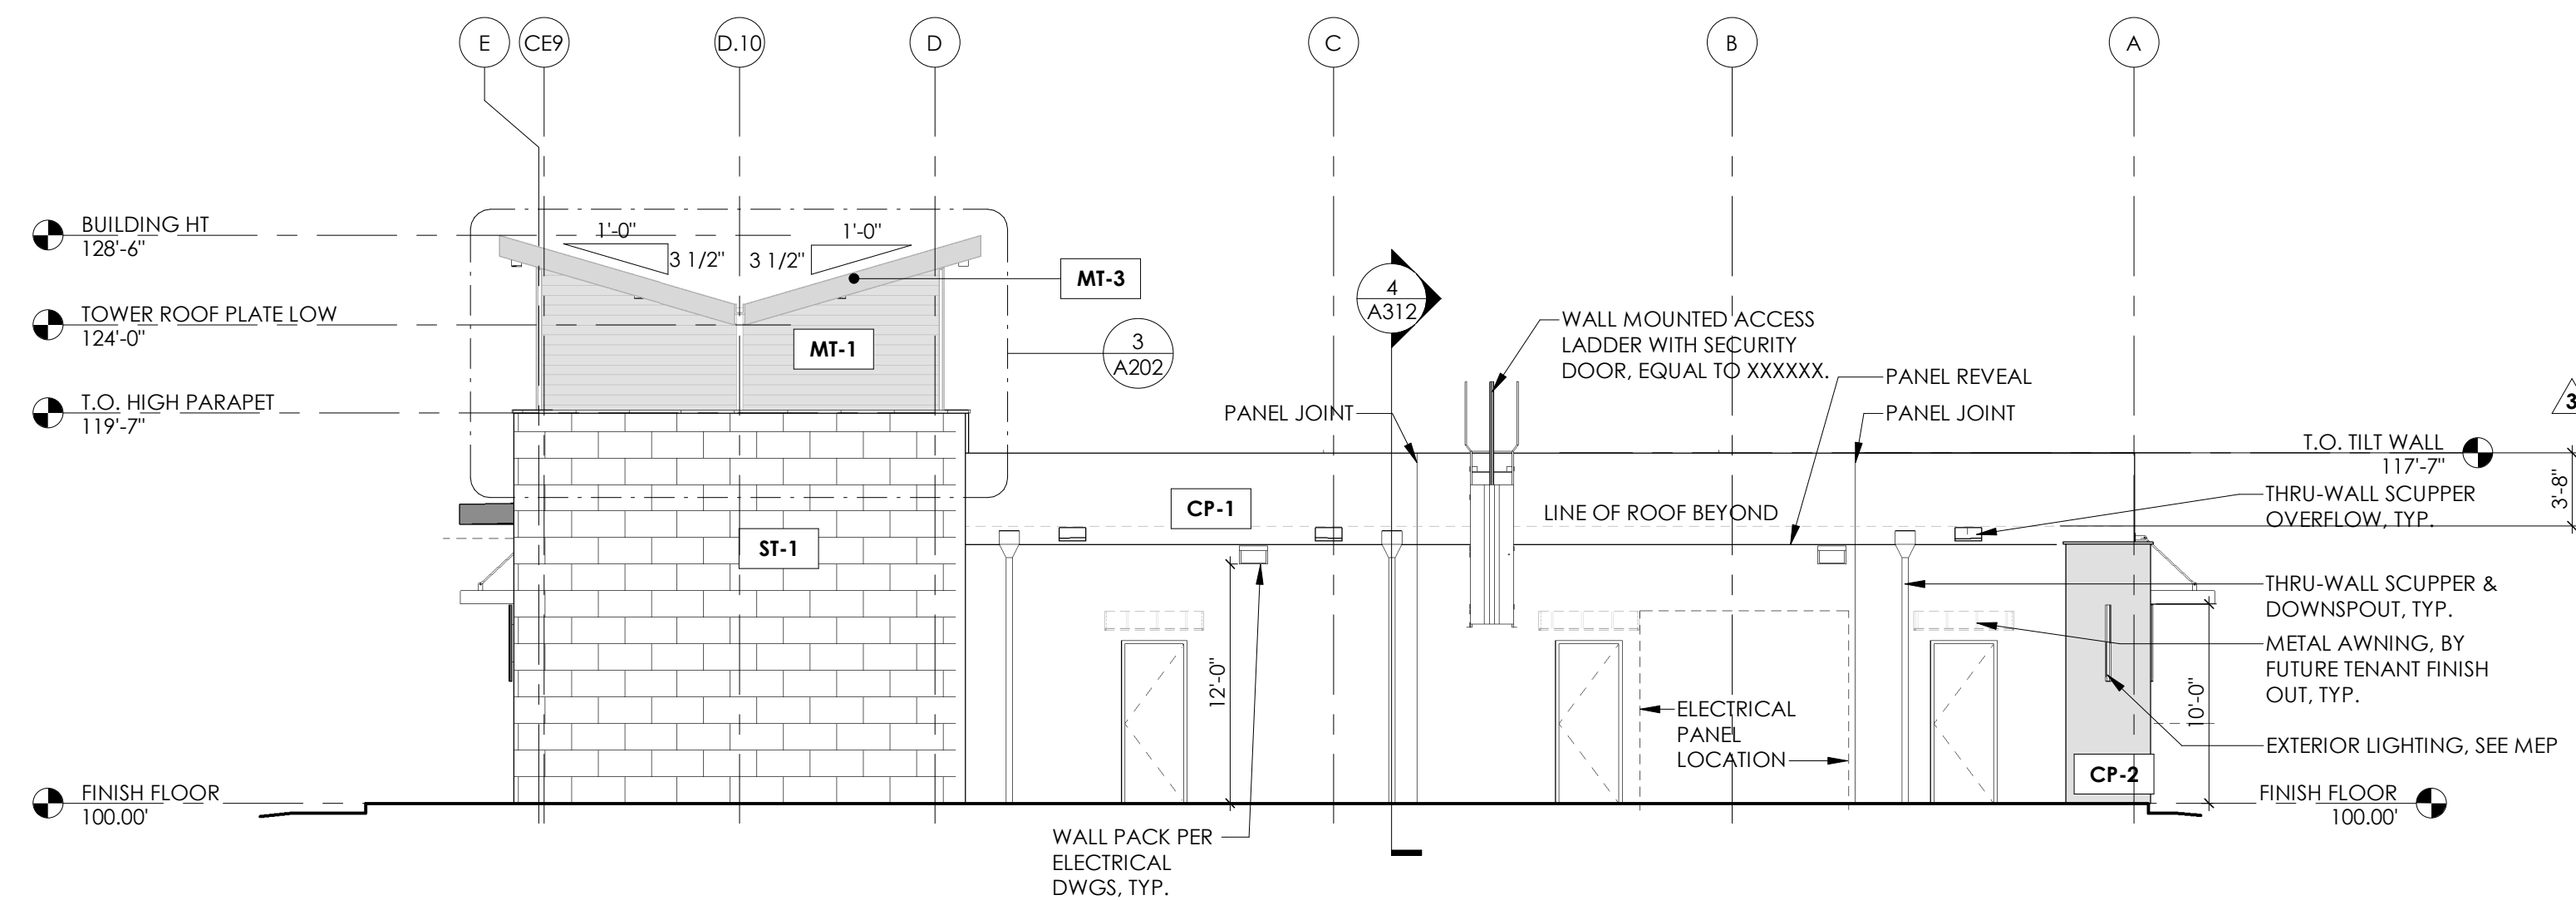 E
CE9
D.10
D
C
B
A
BUILDING HT
128'-6"
TOWER ROOF PLATE LOW
124'-0"
T.O. HIGH PARAPET
119'-7"
FINISH FLOOR
100.00'
1'-0"
3 1/2"
1'-0"
3 1/2"
MT-3
MT-1
3
A202
4
A312
WALL MOUNTED ACCESS
LADDER WITH SECURITY
DOOR, EQUAL TO XXXXXX.
PANEL JOINT
PANEL REVEAL
PANEL JOINT
3
T.O. TILT WALL
117'-7"
3'-8"
CP-1
ST-1
LINE OF ROOF BEYOND
THRU-WALL SCUPPER
OVERFLOW, TYP.
THRU-WALL SCUPPER &
DOWNSPOUT, TYP.
METAL AWNING, BY
FUTURE TENANT FINISH
OUT, TYP.
EXTERIOR LIGHTING, SEE MEP
12'-0"
10'-0"
ELECTRICAL
PANEL
LOCATION
CP-2
FINISH FLOOR
100.00'
WALL PACK PER
ELECTRICAL
DWGS, TYP.